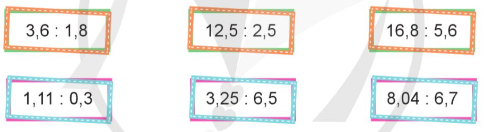 3,6 : 1,8 12,5 : 2,5 16,8 : 5,6
1,11 : 0,3 3,25 : 6,5 8,04 : 6,7